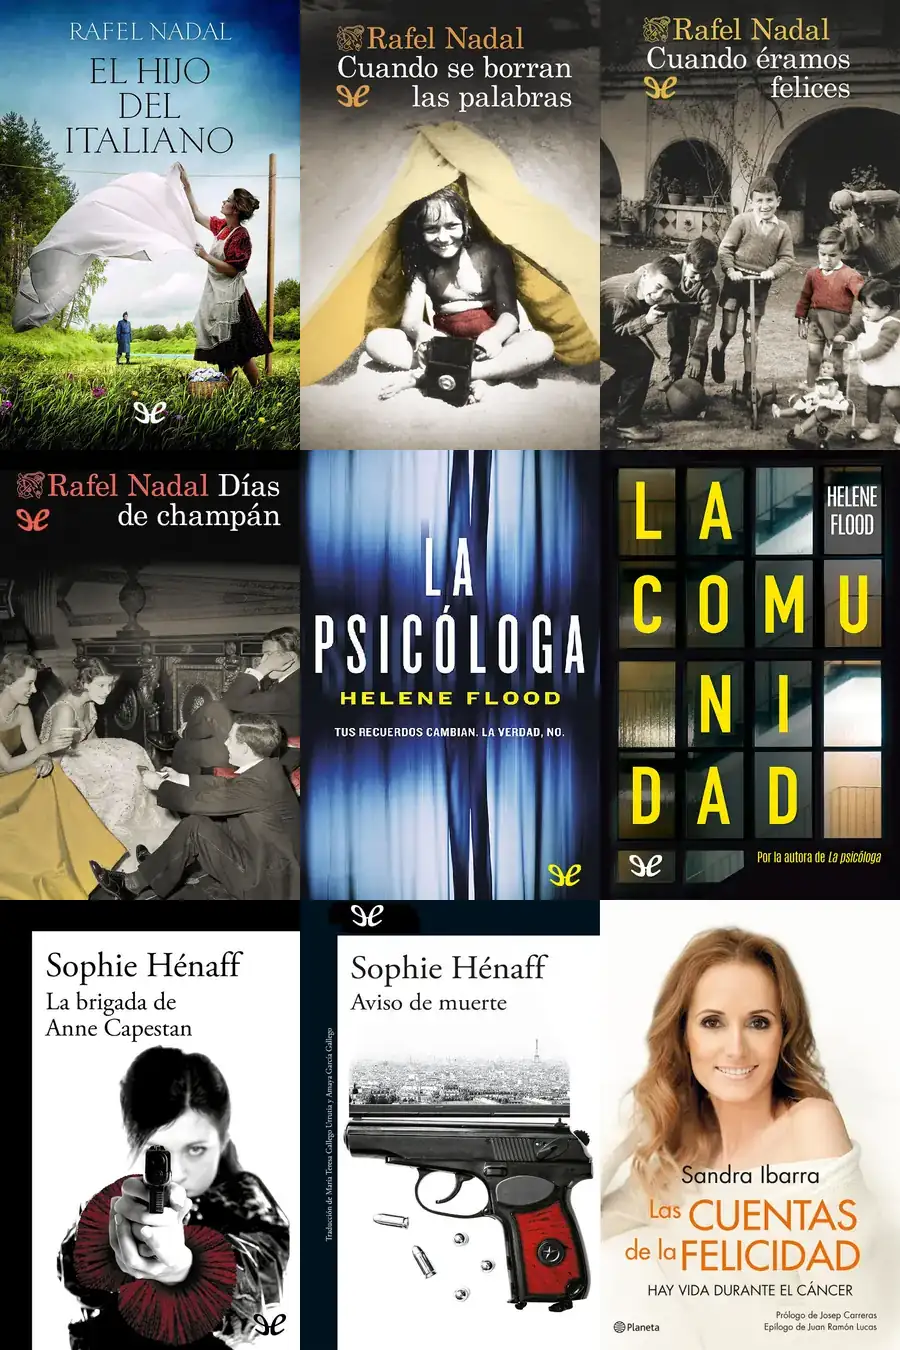 RAFEL NADAL
EL HIJO
DEL
ITALIANO
Rafel Nadal
Cuando se borran
las palabras
Rafel Nadal
Cuando éramos
felices
Rafel Nadal Días
de champán
LA
PSICÓLOGA
HELENE FLOOD
TUS RECUERDOS CAMBIAN. LA VERDAD, NO.
HELENE
FLOOD
LA
COMU
NI
DAD
Por la autora de La psicóloga
Sophie Hénaff
La brigada de
Anne Capestan
Sophie Hénaff
Aviso de muerte
Traducción de María Teresa Gallego Urrutia y Amaya García Gallego
Sandra Ibarra
Las CUENTAS
de la FELICIDAD
HAY VIDA DURANTE EL CÁNCER
Prólogo de Josep Carreras
Epílogo de Juan Ramón Lucas
Planeta